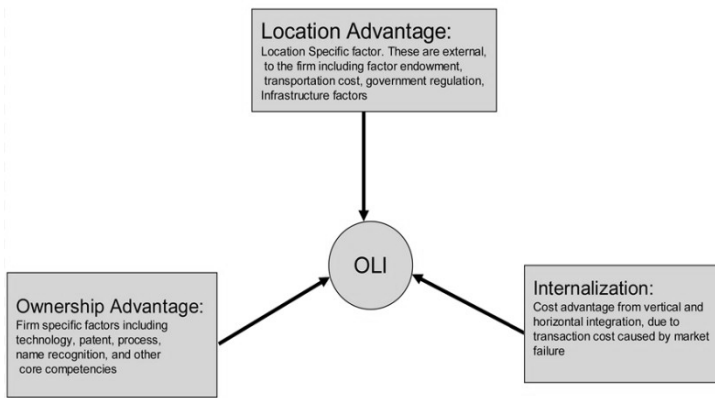 Location Advantage:
Location Specific factor. These are external,
to the firm including factor endowment,
transportation cost, government regulation,
Infrastructure factors
OLI
Ownership Advantage:
Firm specific factors including
technology, patent, process,
name recognition, and other
core competencies
Internalization:
Cost advantage from vertical and
horizontal integration, due to
transaction cost caused by market
failure